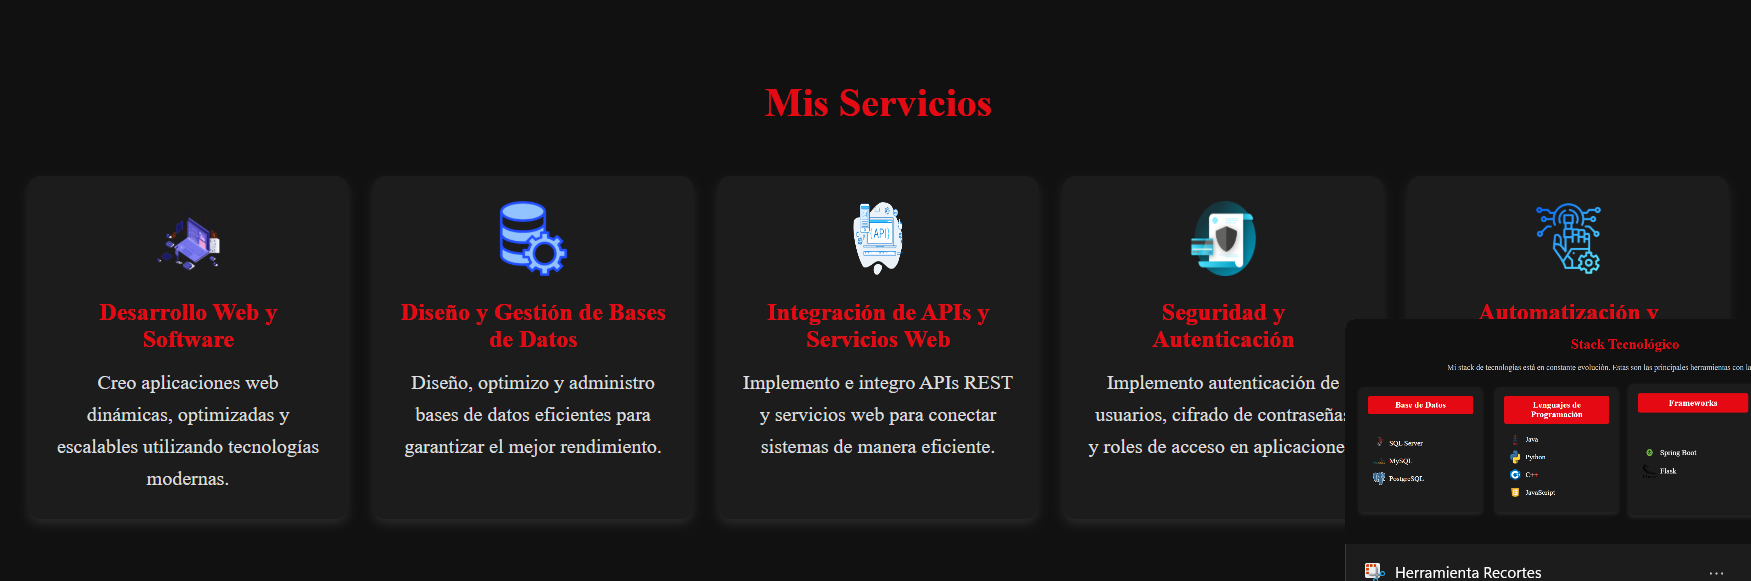 Mis Servicios
Desarrollo Web y
Software
Creo aplicaciones web
dinámicas, optimizadas y
escalables utilizando tecnologías
modernas.
Diseño y Gestión de Bases
de Datos
Diseño, optimizo y administro
bases de datos eficientes para
garantizar el mejor rendimiento.
API
Integración de APIs y
Servicios Web
Implemento e integro APIs REST
y servicios web para conectar
sistemas de manera eficiente.
Seguridad y
Autenticación
Implemento autenticación de
usuarios, cifrado de contraseñas
y roles de acceso en aplicacione
Automatización y
Stack Tecnológico
Mi stack de tecnologías está en constante evolución. Estas son las principales herramientas con la
Base de Datos
SQL Server
MySQL
PostgreSQL
Lenguajes de
Programación
Java
Python
C++
JavaScript
Frameworks
Spring Boot
Flask
Herramienta Recortes